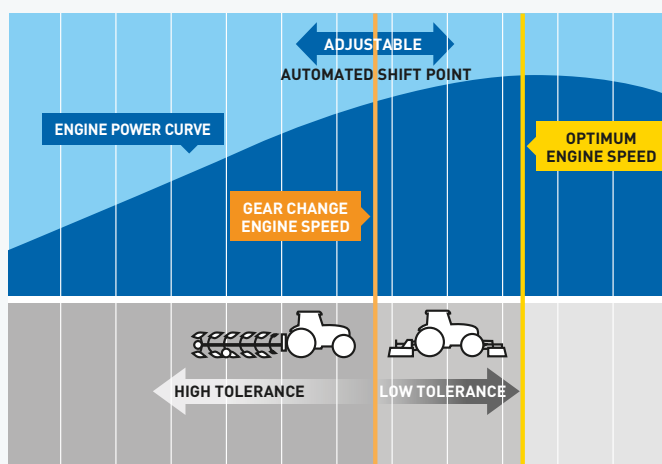 ADJUSTABLE
AUTOMATED SHIFT POINT
ENGINE POWER CURVE
OPTIMUM
ENGINE SPEED
GEAR CHANGE
ENGINE SPEED
HIGH TOLERANCE
LOW TOLERANCE